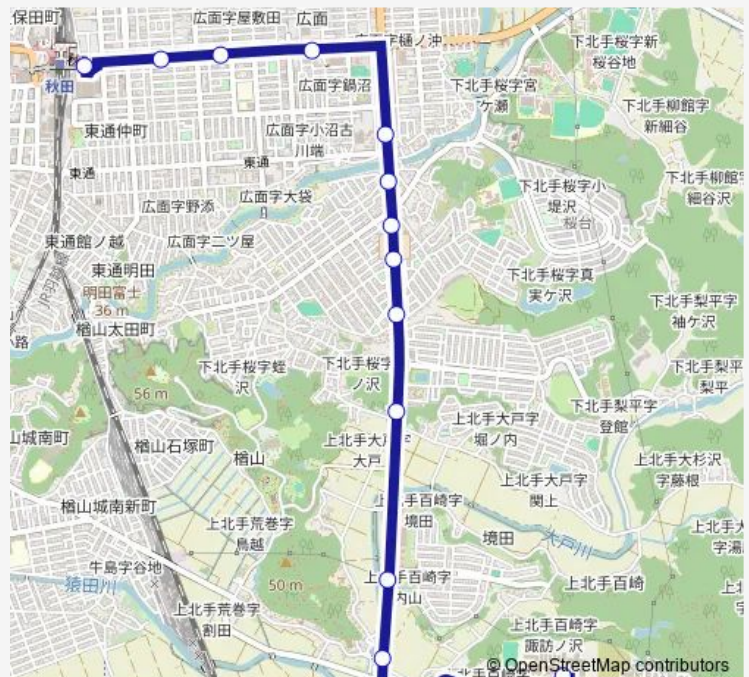 保田町
広面字屋敷田
広面
広面字樋ノ沖
下北手桜字新
桜谷地
秋田
広面字鍋沼
下北手桜字宮
ケ瀬
下北手柳館字
新細谷
東通仲町
広面字小沼古
川端
東通
東通
下北手桜字小
堤沢
桜台
下北手柳館字
細谷沢
広面字野添
広面字大袋
東通館ノ越
広面字二ツ屋
東通明田
明田富士
36 m
JR羽越線
下北手桜字真
実ケ沢
下北手梨平字
袖ケ沢
楢山太田町
下北手桜字蛭
沢
下北手桜字
ノ沢
下北手梨平
梨平
56 m
下北手梨平字
登館
山城南町
楢山石塚町
楢山
上北手大戸
大戸
上北手大戸字
堀ノ内
上北手大杉沢
字藤根
上北手大戸字
関上
楢山城南新町
上北手荒巻字
鳥越
上北手百崎字
境田
境田
大戸川
牛島字谷地
猿田川
50 m
上北手百崎字
内山
上北手百崎
上北手荒巻字
割田
上北手百崎字
諏訪ノ沢
© OpenStreetMap contributors